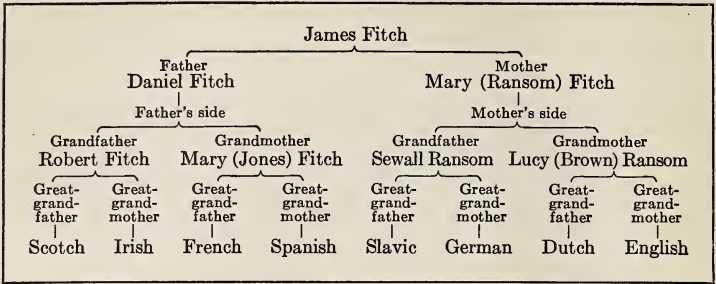 James Fitch
Father Mother
Daniel Fitch Mary (Ransom) Fitch
Father's side Mother's side
Grandfather Grandmother Grandfather Grandmother
Robert Fitch Mary (Jones) Fitch Sewall Ransom Lucy (Brown) Ransom
Great- Great- Great- Great- Great- Great- Great- Great-
grand- grand- grand- grand- grand- grand- grand- grand-
father mother father mother father mother father mother
Scotch Irish French Spanish Slavic German Dutch English